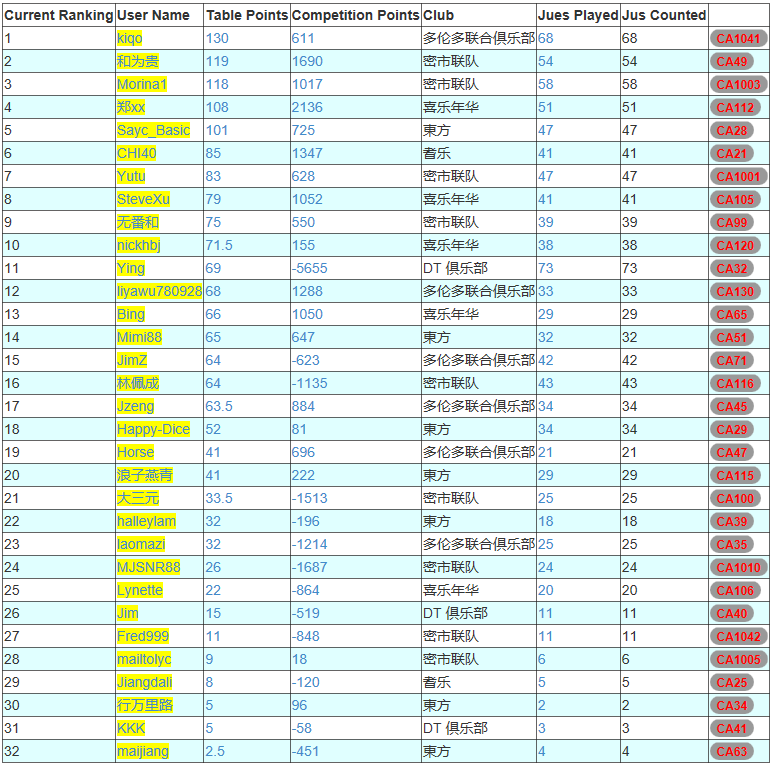 Current Ranking User Name Table Points Competition Points Club Jues Played Jus Counted
1 kiqo 130 611 多伦多联合俱乐部 68 68 CA1041
2 和为贵 119 1690 密市联队 54 54 CA49
3 Morina1 118 1017 密市联队 58 58 CA1003
4 郑xx 108 2136 喜乐年华 51 51 CA112
5 Sayc_Basic 101 725 東方 47 47 CA28
6 CHI40 85 1347 耆乐 41 41 CA21
7 Yutu 83 628 密市联队 47 47 CA1001
8 SteveXu 79 1052 喜乐年华 41 41 CA105
9 无番和 75 550 密市联队 39 39 CA99
10 nickhbj 71.5 155 喜乐年华 38 38 CA120
11 Ying 69 -5655 DT 俱乐部 73 73 CA32
12 liyawu780928 68 1288 多伦多联合俱乐部 33 33 CA130
13 Bing 66 1050 喜乐年华 29 29 CA65
14 Mimi88 65 647 東方 32 32 CA51
15 JimZ 64 -623 多伦多联合俱乐部 42 42 CA71
16 林佩成 64 -1135 密市联队 43 43 CA116
17 Jzeng 63.5 884 多伦多联合俱乐部 34 34 CA45
18 Happy-Dice 52 81 東方 34 34 CA29
19 Horse 41 696 多伦多联合俱乐部 21 21 CA47
20 浪子燕青 41 222 東方 29 29 CA115
21 大三元 33.5 -1513 密市联队 25 25 CA100
22 halleylam 32 -196 東方 18 18 CA39
23 laomazi 32 -1214 多伦多联合俱乐部 25 25 CA35
24 MJSNR88 26 -1687 密市联队 24 24 CA1010
25 Lynette 22 -864 喜乐年华 20 20 CA106
26 Jim 15 -519 DT 俱乐部 11 11 CA40
27 Fred999 11 -848 密市联队 11 11 CA1042
28 mailtolyc 9 18 密市联队 6 6 CA1005
29 Jiangdali 8 -120 耆乐 5 5 CA25
30 行万里路 5 96 東方 2 2 CA34
31 KKK 5 -58 DT 俱乐部 3 3 CA41
32 maijiang 2.5 -451 東方 4 4 CA63